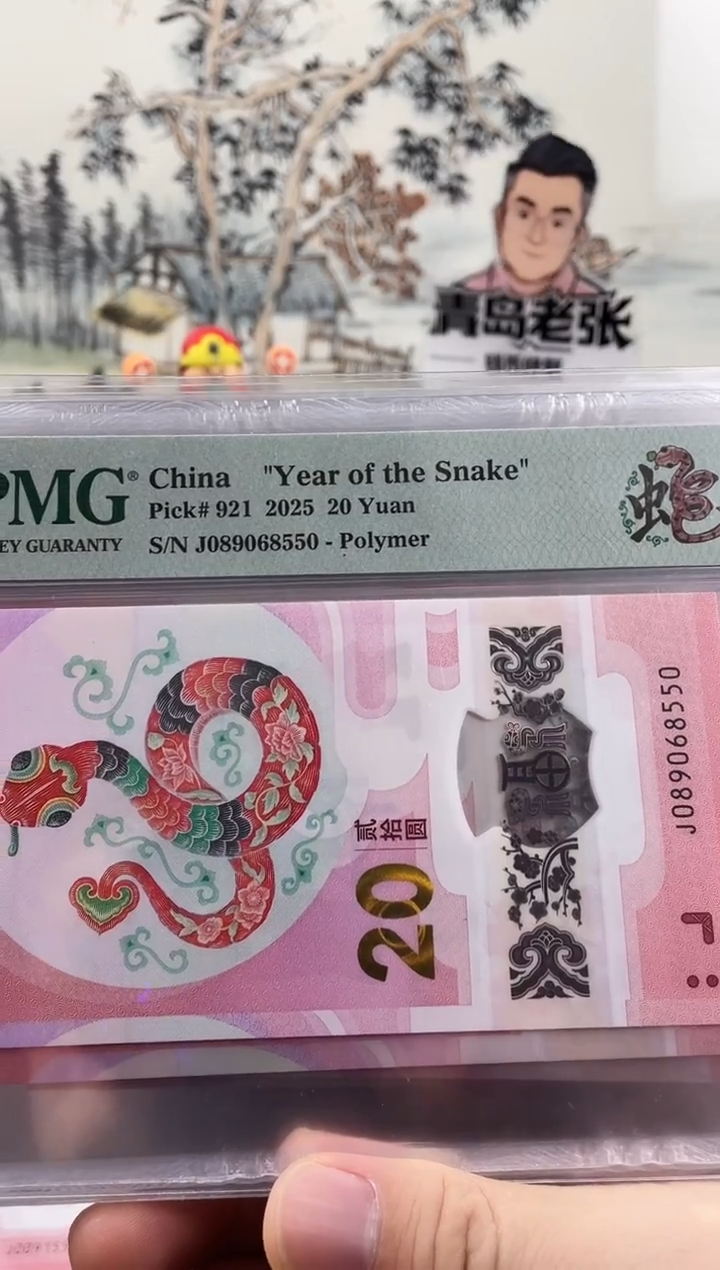 青岛老张
PMG®
China "Year of the Snake"
Pick# 921 2025 20 Yuan
EY GUARANTY
S/N J089068550 - Polymer
蛇
贰拾圆
20
J089068550